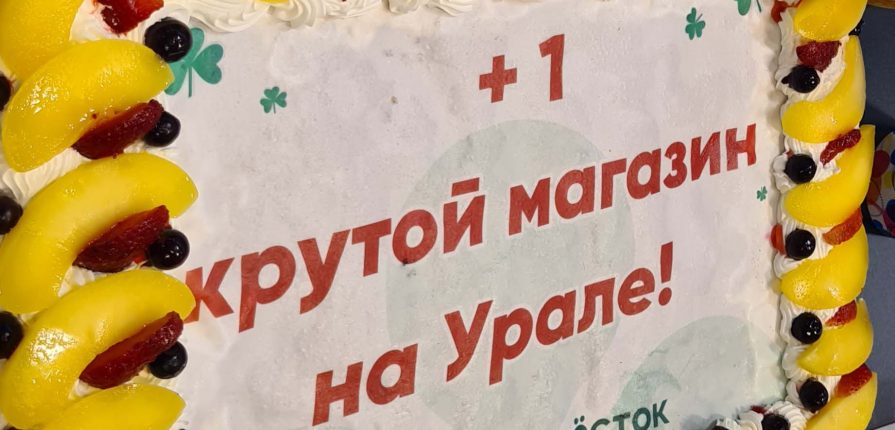 +1
крутой магазин
на Урале!